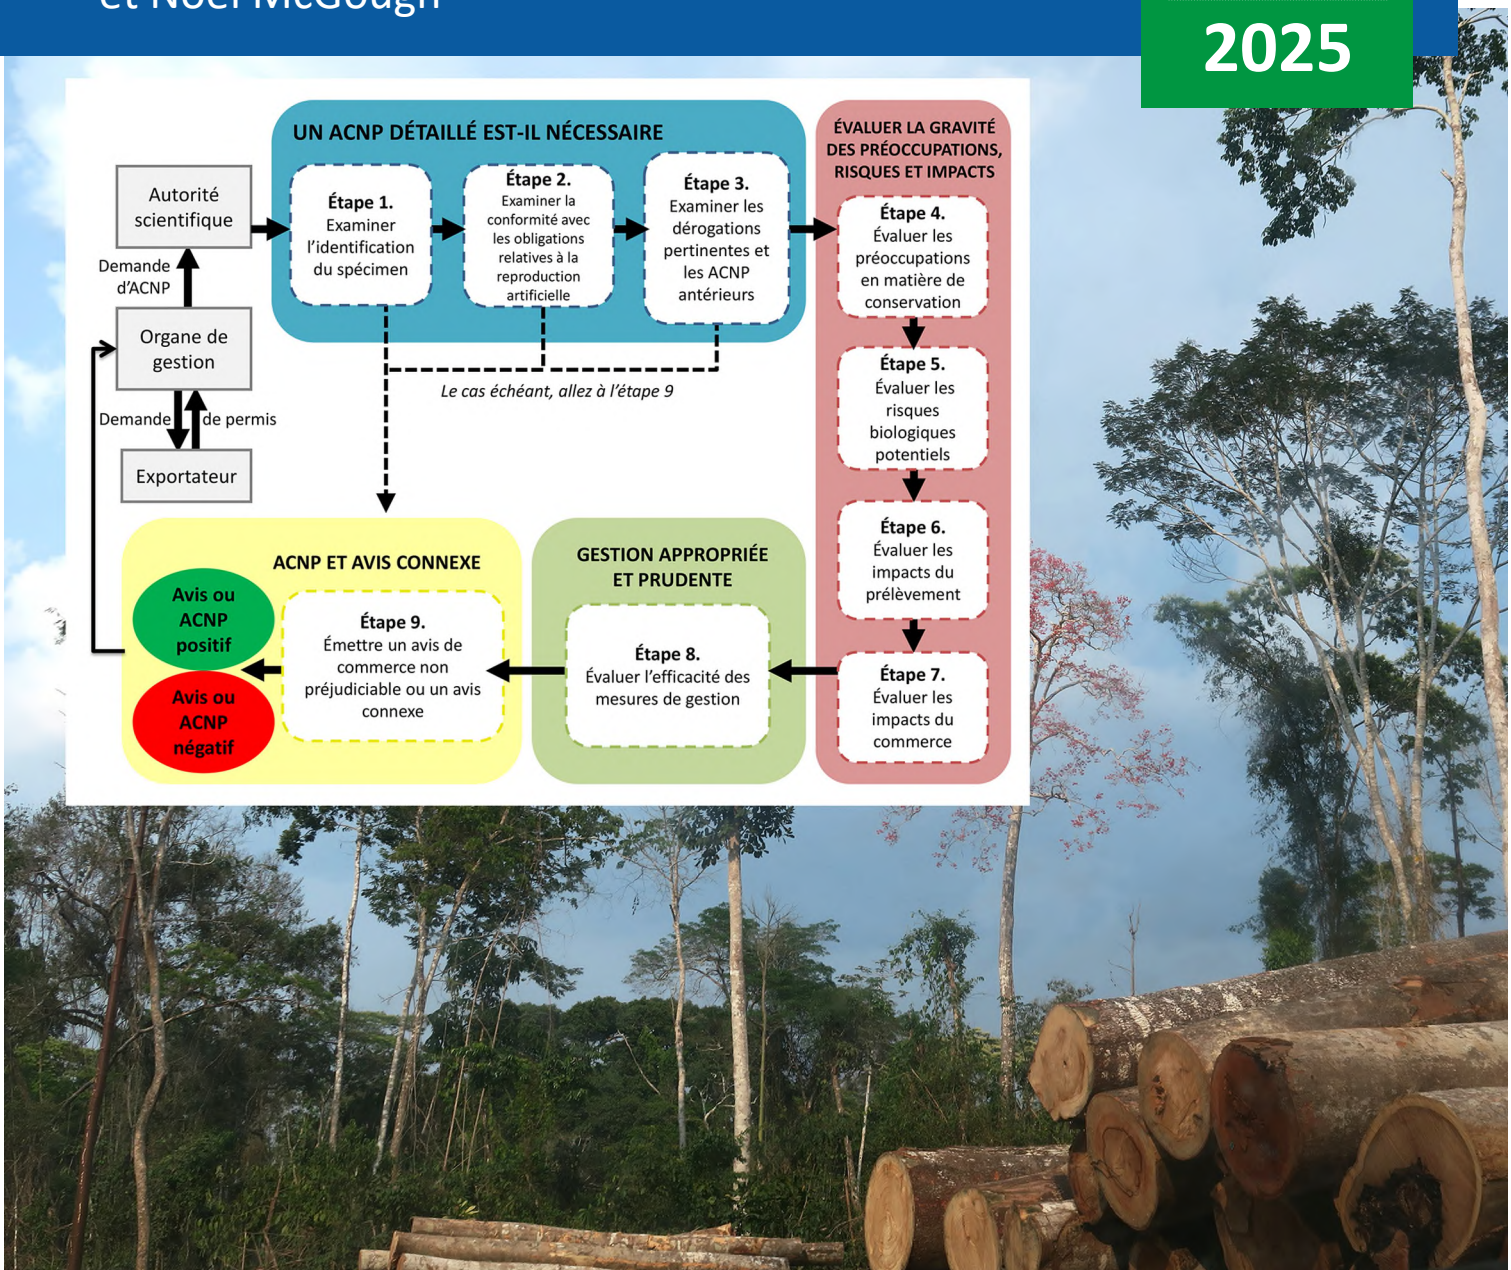 et Noel McGough
2025
UN ACNP DÉTAILLÉ EST-IL NÉCESSAIRE
Étape 1.
Examiner
l’identification
du spécimen
Étape 2.
Examiner la
conformité avec
les obligations
relatives à la
reproduction
artificielle
Étape 3.
Examiner les
dérogations
pertinentes et
les ACNP
antérieurs
ÉVALUER LA GRAVITÉ
DES PRÉOCCUPATIONS,
RISQUES ET IMPACTS
Étape 4.
Évaluer les
préoccupations
en matière de
conservation
Étape 5.
Évaluer les
risques
biologiques
potentiels
Étape 6.
Évaluer les
impacts du
prélèvement
Étape 7.
Évaluer les
impacts du
commerce
Autorité
scientifique
Demande
d’ACNP
Organe de
gestion
Demande de permis
Exportateur
Le cas échéant, allez à l’étape 9
GESTION APPROPRIÉE
ET PRUDENTE
Étape 8.
Évaluer l’efficacité des
mesures de gestion
ACNP ET AVIS CONNEXE
Étape 9.
Émettre un avis de
commerce non
préjudiciable ou un avis
connexe
Avis ou
ACNP
positif
Avis ou
ACNP
négatif